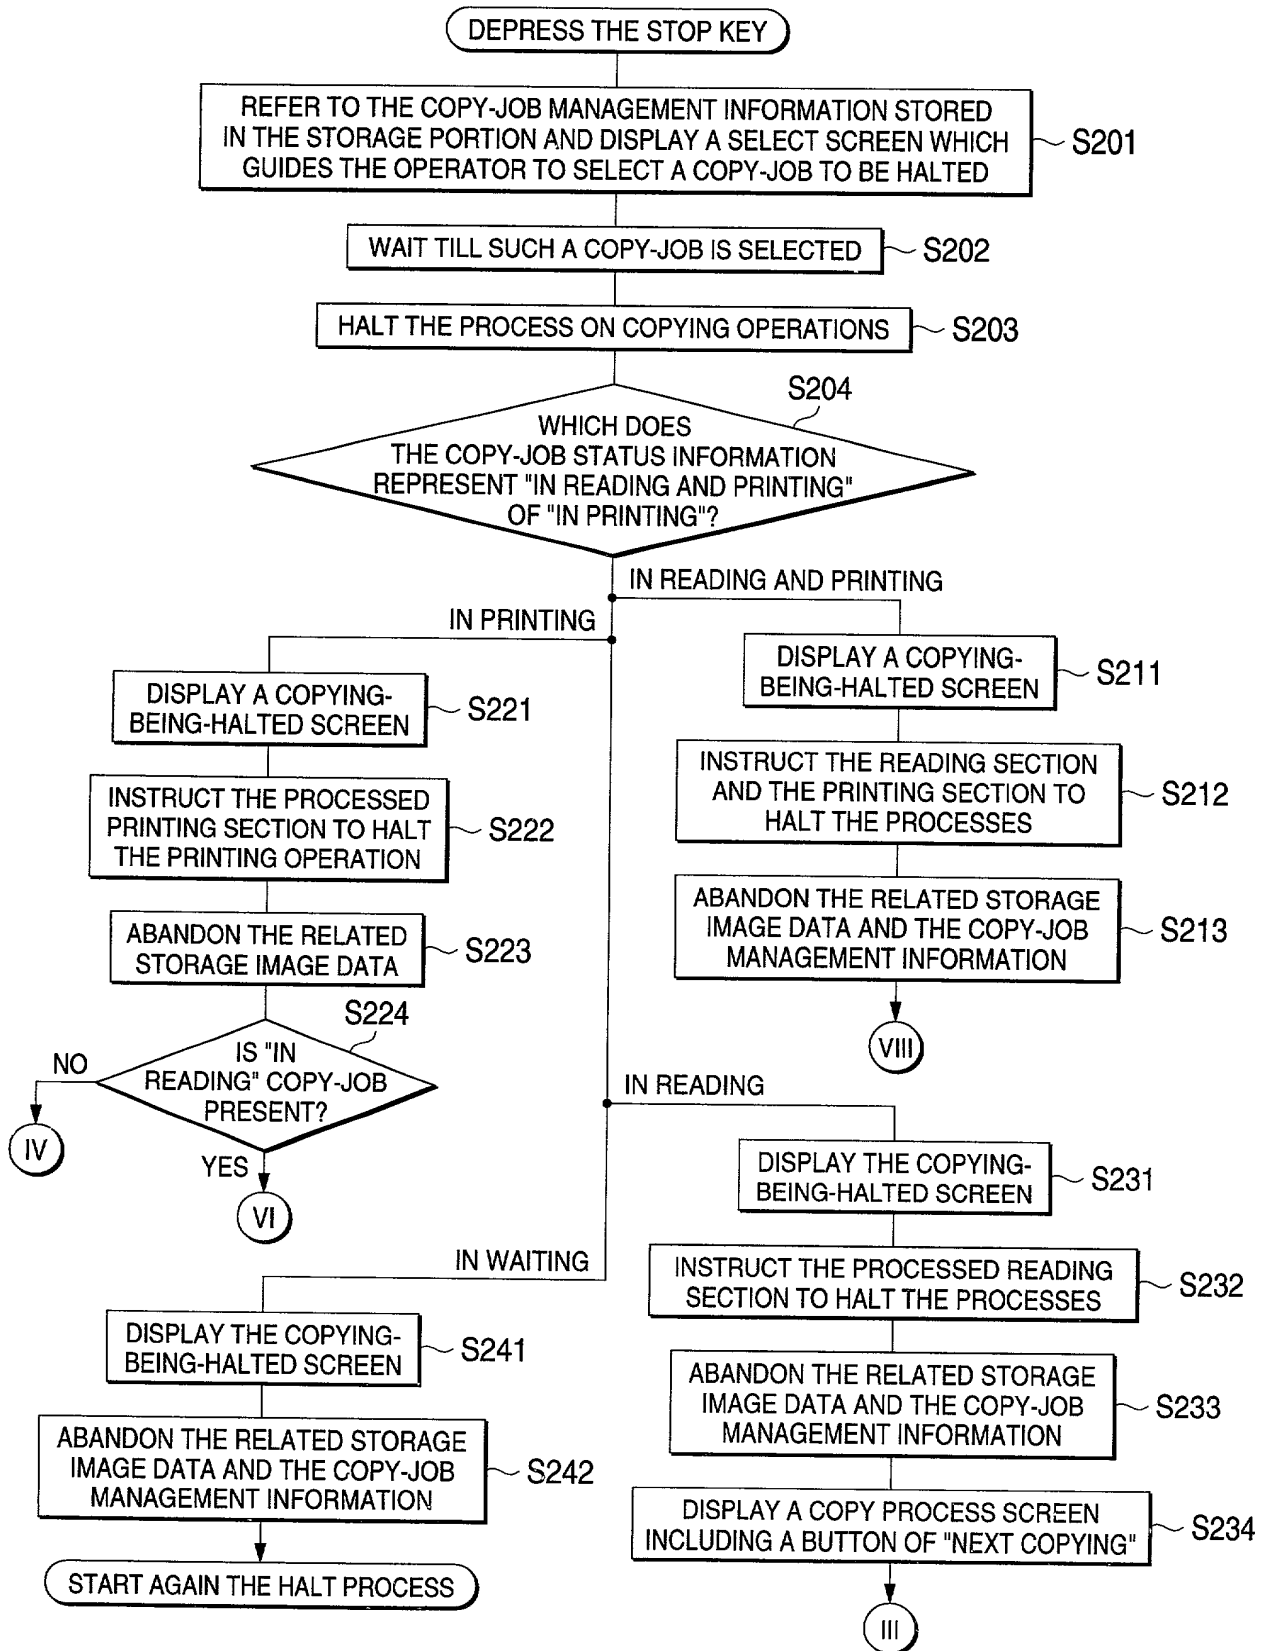 DEPRESS THE STOP KEY
REFER TO THE COPY-JOB MANAGEMENT INFORMATION STORED
IN THE STORAGE PORTION AND DISPLAY A SELECT SCREEN WHICH
GUIDES THE OPERATOR TO SELECT A COPY-JOB TO BE HALTED
S201
WAIT TILL SUCH A COPY-JOB IS SELECTED
S202
HALT THE PROCESS ON COPYING OPERATIONS
S203
S204
WHICH DOES
THE COPY-JOB STATUS INFORMATION
REPRESENT "IN READING AND PRINTING"
OF "IN PRINTING"?
IN READING AND PRINTING
IN PRINTING
DISPLAY A COPYING-
BEING-HALTED SCREEN
S211
INSTRUCT THE READING SECTION
AND THE PRINTING SECTION TO
HALT THE PROCESSES
S212
ABANDON THE RELATED STORAGE
IMAGE DATA AND THE COPY-JOB
MANAGEMENT INFORMATION
S213
VIII
DISPLAY A COPYING-
BEING-HALTED SCREEN
S221
INSTRUCT THE PROCESSED
PRINTING SECTION TO HALT
THE PRINTING OPERATION
S222
ABANDON THE RELATED
STORAGE IMAGE DATA
S223
S224
IS "IN
READING" COPY-JOB
PRESENT?
NO
IV
YES
VI
IN READING
DISPLAY THE COPYING-
BEING-HALTED SCREEN
S231
INSTRUCT THE PROCESSED READING
SECTION TO HALT THE PROCESSES
S232
ABANDON THE RELATED STORAGE
IMAGE DATA AND THE COPY-JOB
MANAGEMENT INFORMATION
S233
DISPLAY A COPY PROCESS SCREEN
INCLUDING A BUTTON OF "NEXT COPYING"
S234
III
IN WAITING
DISPLAY THE COPYING-
BEING-HALTED SCREEN
S241
ABANDON THE RELATED STORAGE
IMAGE DATA AND THE COPY-JOB
MANAGEMENT INFORMATION
S242
START AGAIN THE HALT PROCESS